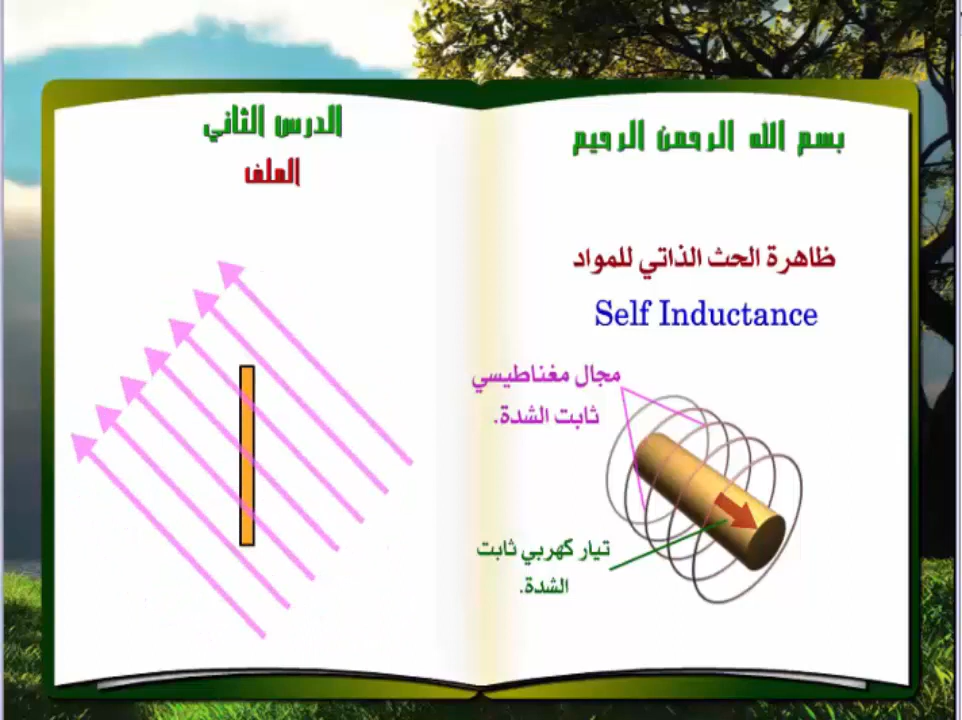 بسم الله الرحمن الرحيم
ظاهرة الحث الذاتي للمواد
Self Inductance
مجال مغناطيسي
ثابت الشدة.
تيار كهربي ثابت
الشدة.
الدرس الثاني
الملف